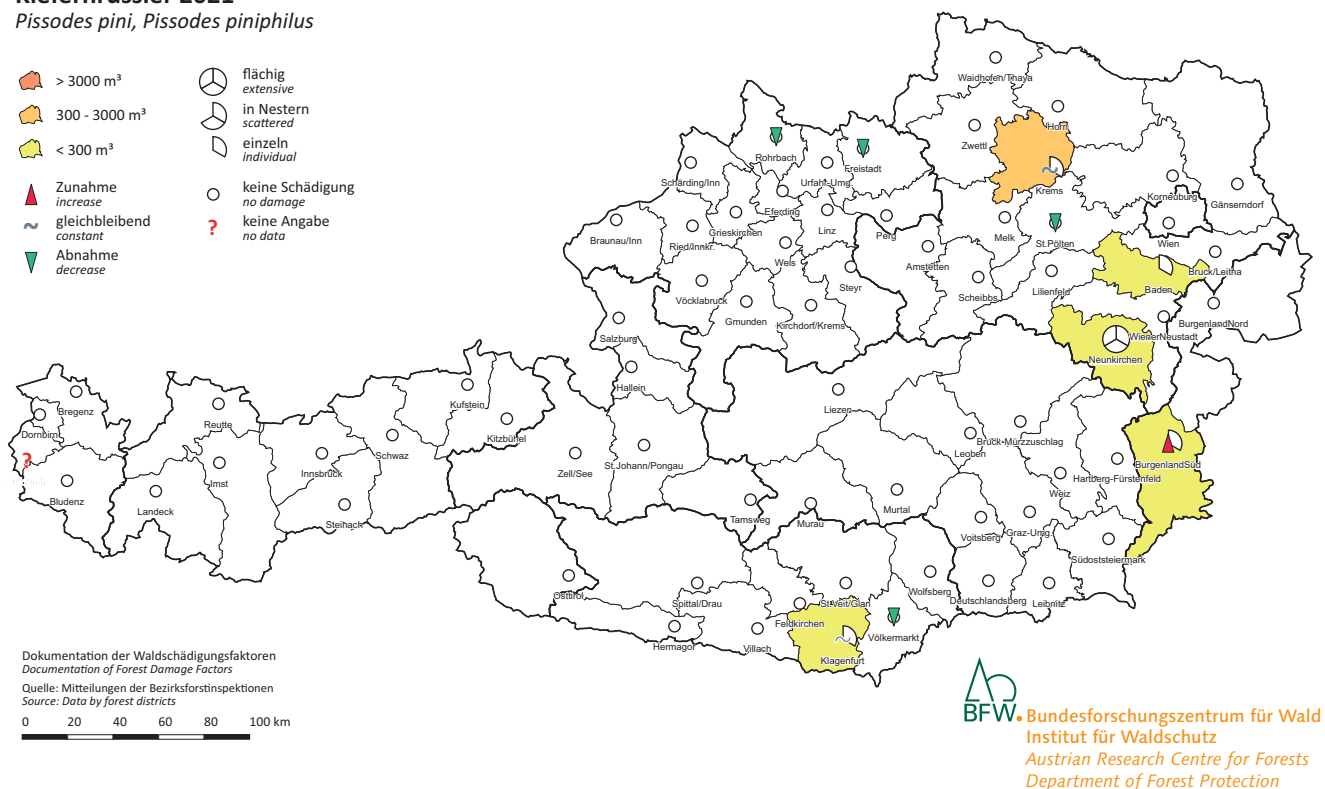 Kiefernrüssler 2021
Pissodes pini, Pissodes piniphilus
> 3000 m³
300 - 3000 m³
< 300 m³
Zunahme
increase
gleichbleibend
constant
Abnahme
decrease
flächig
extensive
in Nestern
scattered
einzeln
individual
keine Schädigung
no damage
?
keine Angabe
no data
Waidhofen/Thaya
Horn
Zwettl
Krems
Rohrbach
Freistadt
Schärding/Inn
Urfahr-Umg.
Korneuburg
Gänserndorf
Eferding
Grieskirchen
Linz
Perg
Melk
St.Pölten
Wien
Braunau/Inn
Ried/Innkr.
Wels
Amstetten
Bruck/Leitha
Steyr
Scheibbs
Lilienfeld
Baden
Vöcklabruck
Gmunden
Kirchdorf/Krems
BurgenlandNord
WienerNeustadt
Salzburg
Neunkirchen
Hallein
Liezen
Bregenz
Dornbirn
Reutte
Kufstein
Kitzbühel
Schwaz
Innsbruck
Imst
?
Bludenz
Landeck
Steinach
Zell/See
St.Johann/Pongau
Bruck-Mürzzuschlag
Leoben
BurgenlandSüd
Hartberg-Fürstenfeld
Weiz
Tamsweg
Murau
Murtal
Voitsberg
Graz-Umg.
Südoststeiermark
Osttirol
Spittal/Drau
St.Veit/Glan
Wolfsberg
Deutschlandsberg
Leibnitz
Feldkirchen
Hermagor
Villach
Völkermarkt
Klagenfurt
Dokumentation der Waldschädigungsfaktoren
Documentation of Forest Damage Factors
Quelle: Mitteilungen der Bezirksforstinspektionen
Source: Data by forest districts
0 20 40 60 80 100 km
BFW.
Bundesforschungszentrum für Wald
Institut für Waldschutz
Austrian Research Centre for Forests
Department of Forest Protection